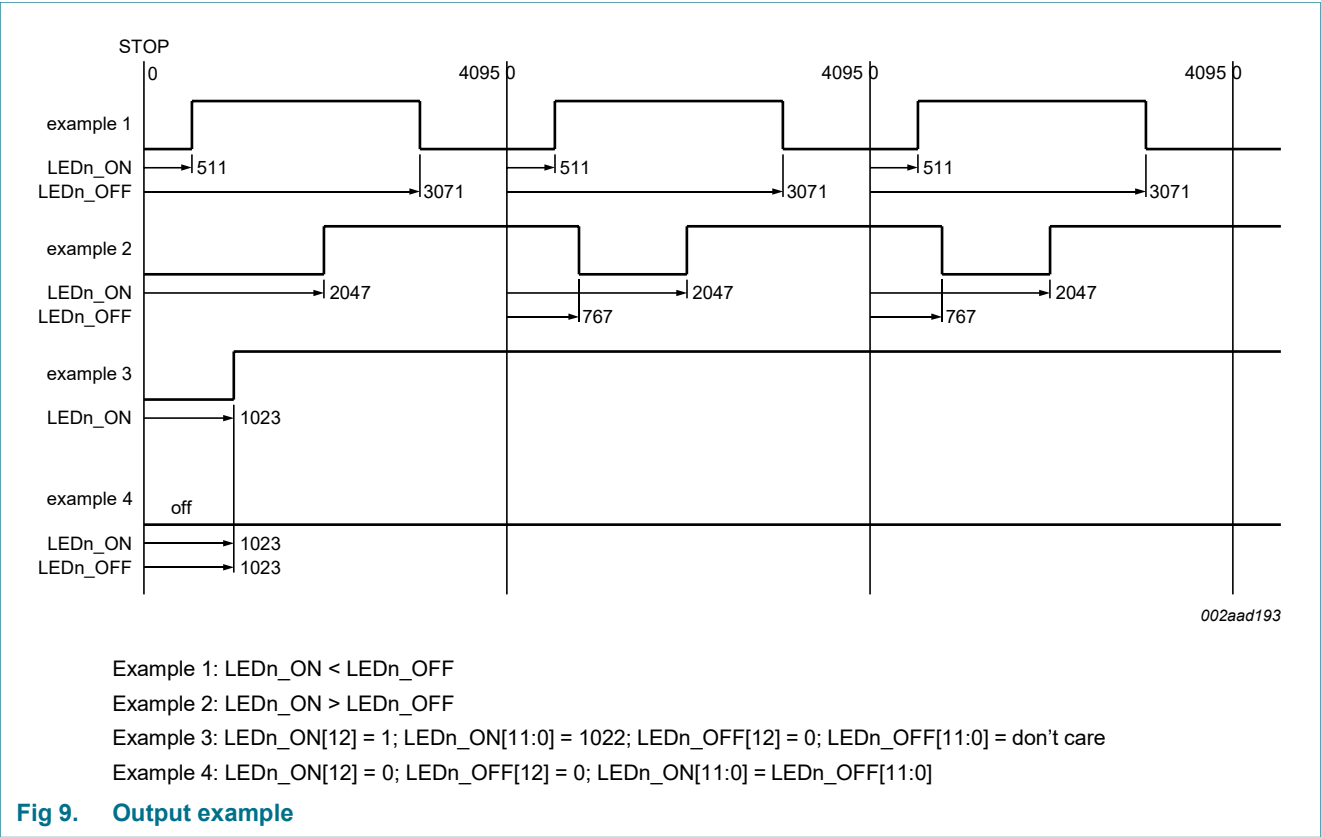 STOP
0 4095 0 4095 0 4095 0
example 1
LEDn_ON 511 511 511
LEDn_OFF 3071 3071 3071
example 2
LEDn_ON 2047 2047 2047
LEDn_OFF 767 767
example 3
LEDn_ON 1023
example 4 off
LEDn_ON 1023
LEDn_OFF 1023
002aad193
Example 1: LEDn_ON < LEDn_OFF
Example 2: LEDn_ON > LEDn_OFF
Example 3: LEDn_ON[12] = 1; LEDn_ON[11:0] = 1022; LEDn_OFF[12] = 0; LEDn_OFF[11:0] = don’t care
Example 4: LEDn_ON[12] = 0; LEDn_OFF[12] = 0; LEDn_ON[11:0] = LEDn_OFF[11:0]
Fig 9. Output example